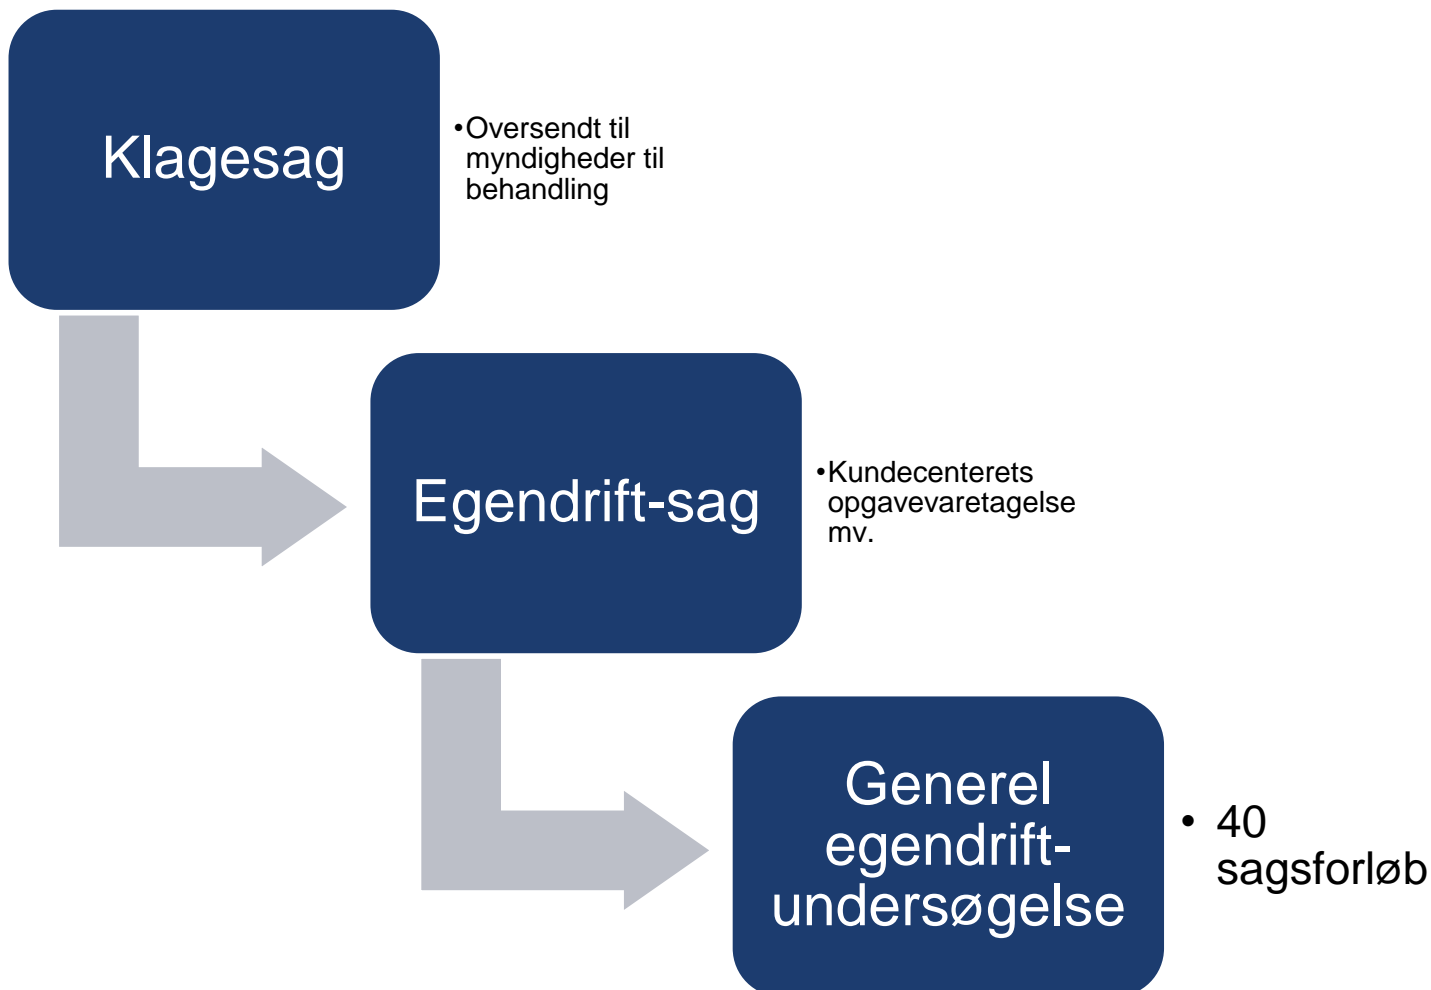 Klagesag
•Oversendt til
myndigheder til
behandling
Egendrift-sag
•Kundecenterets
opgavevaretagelse
mv.
Generel
egendrift-
undersøgelse
• 40
sagsforløb